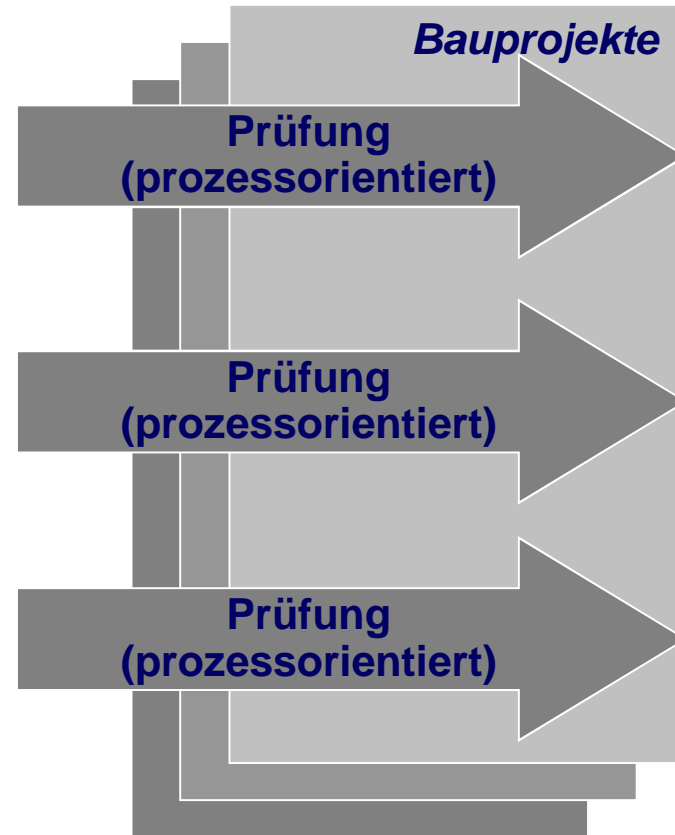 Bauprojekte
Prüfung
(prozessorientiert)
Prüfung
(prozessorientiert)
Prüfung
(prozessorientiert)